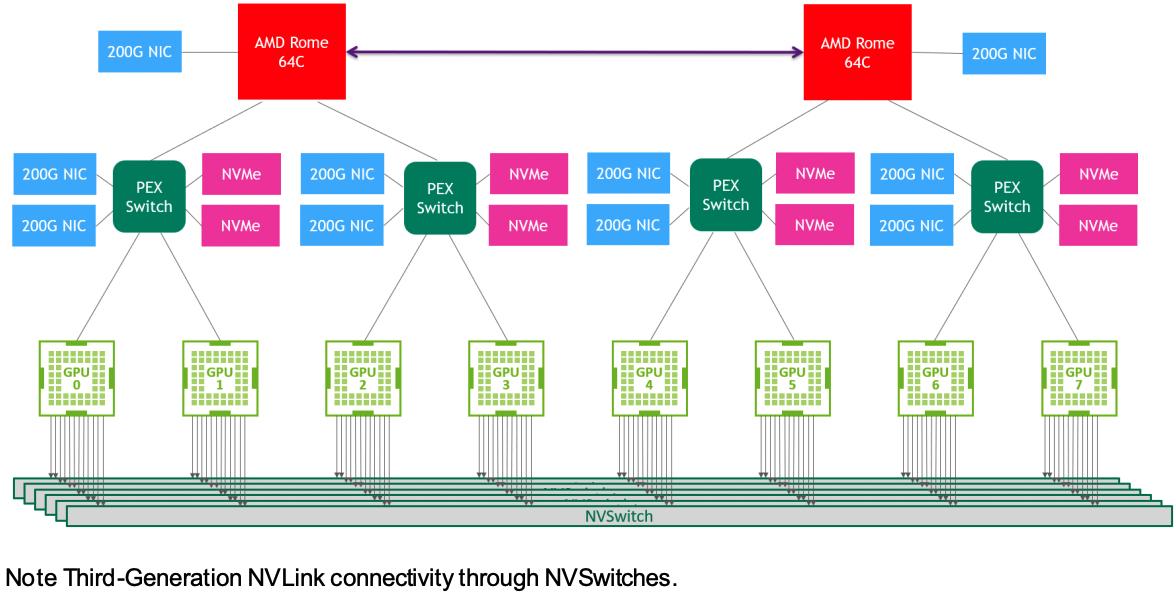 200G NIC
AMD Rome
64C
AMD Rome
64C
200G NIC
200G NIC
200G NIC
PEX
Switch
NVMe
NVMe
200G NIC
200G NIC
PEX
Switch
NVMe
NVMe
200G NIC
200G NIC
PEX
Switch
NVMe
NVMe
200G NIC
200G NIC
PEX
Switch
NVMe
NVMe
GPU
0
GPU
1
GPU
2
GPU
3
GPU
4
GPU
5
GPU
6
GPU
7
NVSwitch
Note Third-Generation NVLink connectivity through NVSwitches.